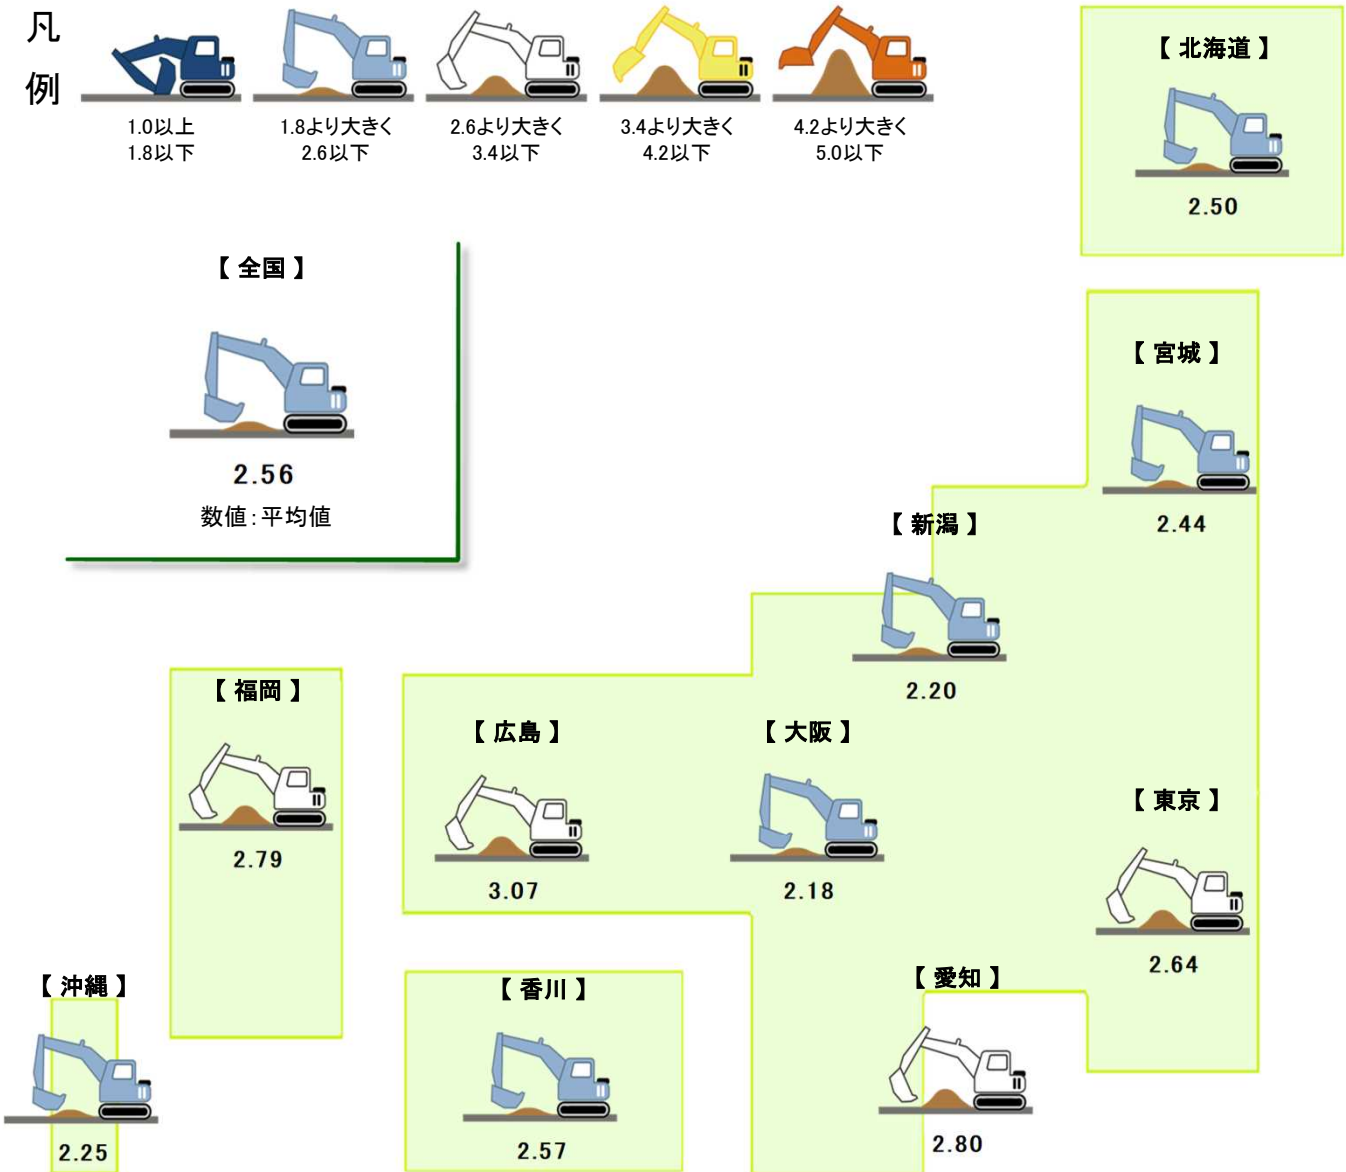 凡
例
1.0以上
1.8以下
1.8より大きく
2.6以下
2.6より大きく
3.4以下
3.4より大きく
4.2以下
4.2より大きく
5.0以下
【 北海道 】
2.50
【 全国 】
2.56
数値：平均値
【 宮城 】
2.44
【 新潟 】
2.20
【 福岡 】
2.79
【 広島 】
3.07
【 大阪 】
2.18
【 東京 】
2.64
【 沖縄 】
2.25
【 香川 】
2.57
【 愛知 】
2.80